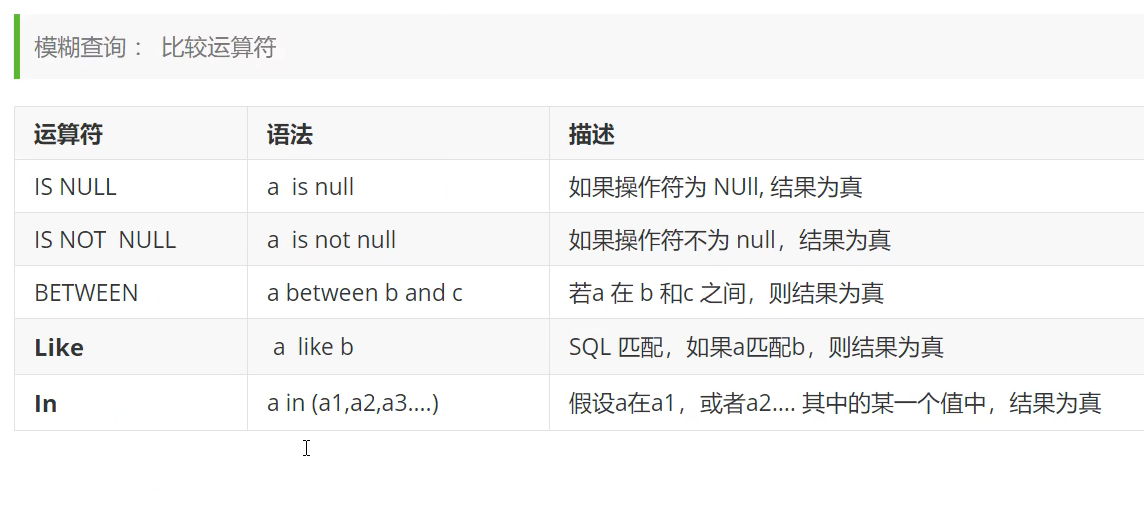 模糊查询： 比较运算符
运算符 语法 描述
IS NULL a is null 如果操作符为 NUll, 结果为真
IS NOT NULL a is not null 如果操作符不为 null，结果为真
BETWEEN a between b and c 若a 在 b 和c 之间，则结果为真
Like a like b SQL 匹配，如果a匹配b，则结果为真
In a in (a1,a2,a3....) 假设a在a1，或者a2.... 其中的某一个值中，结果为真